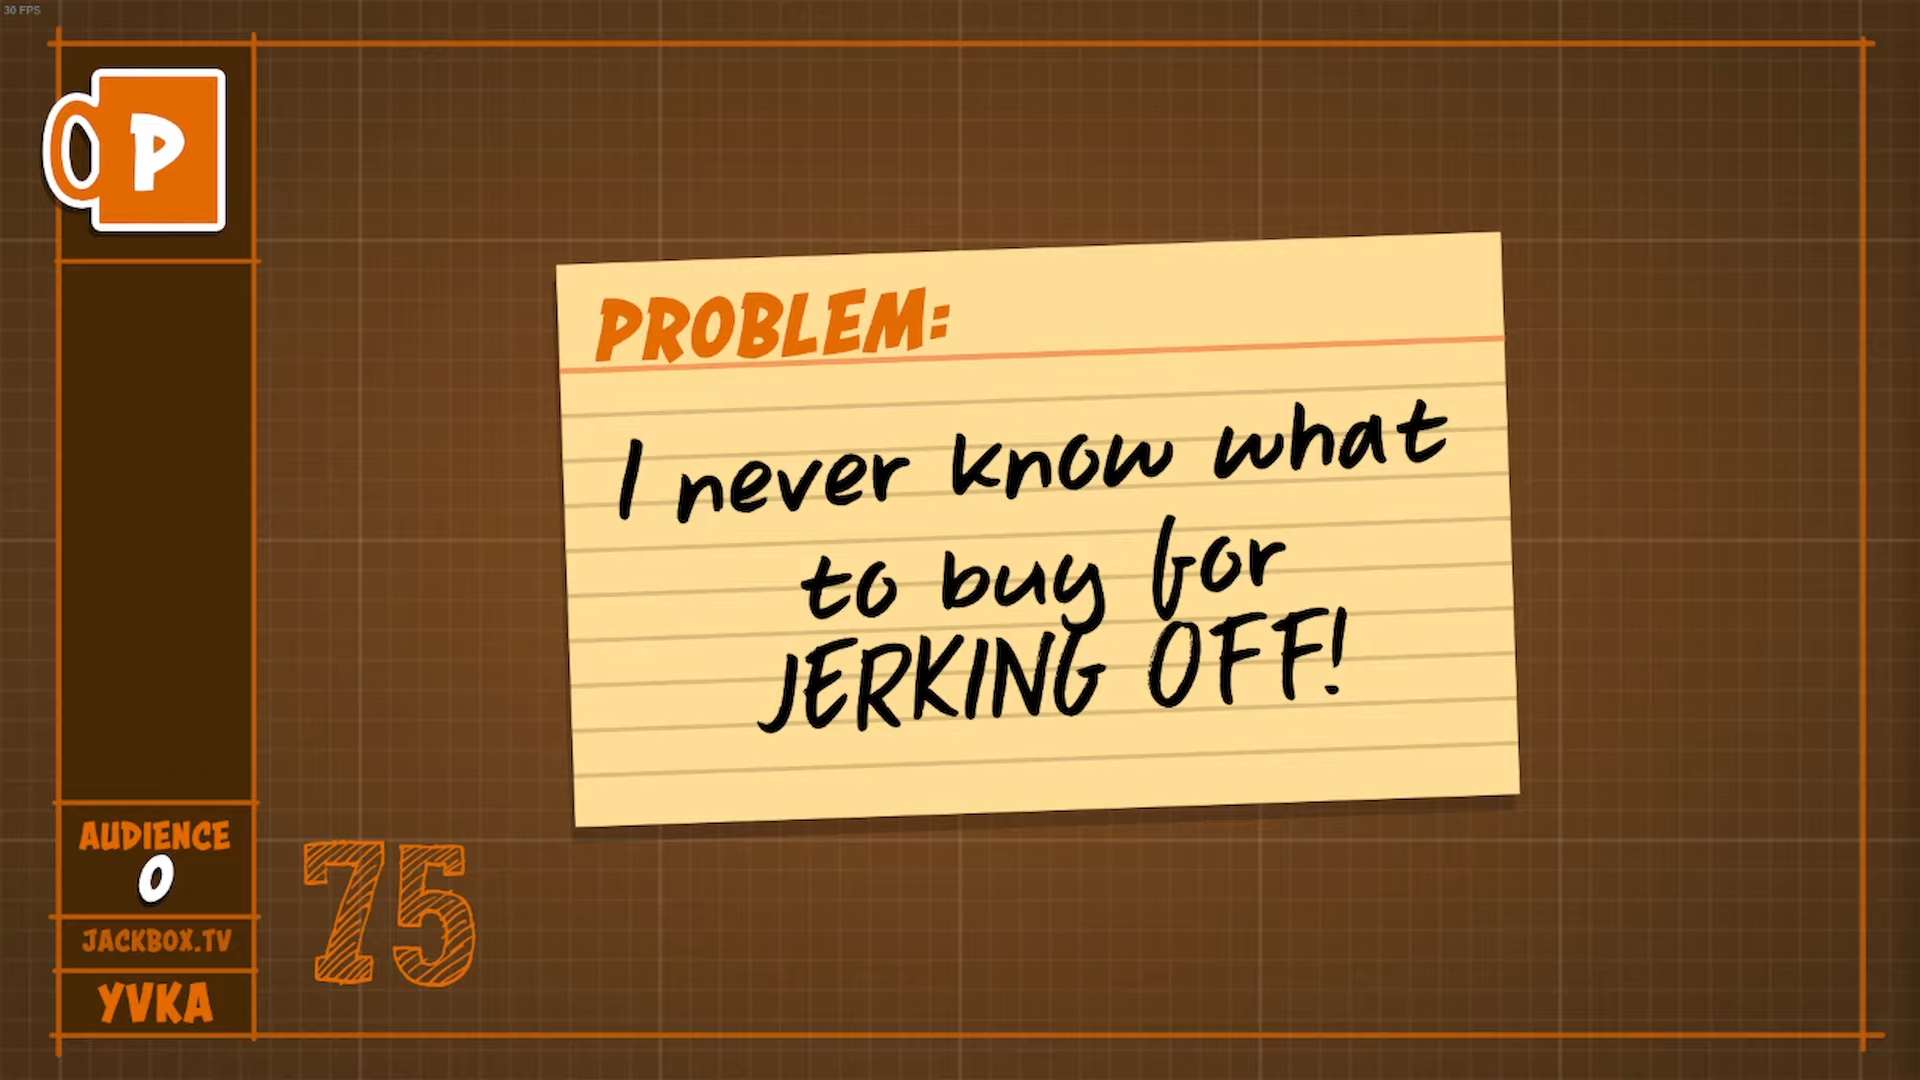 30 FPS
P
PROBLEM:
I never know what
to buy for
JERKING OFF!
AUDIENCE
0
75
JACKBOX.TV
YVKA